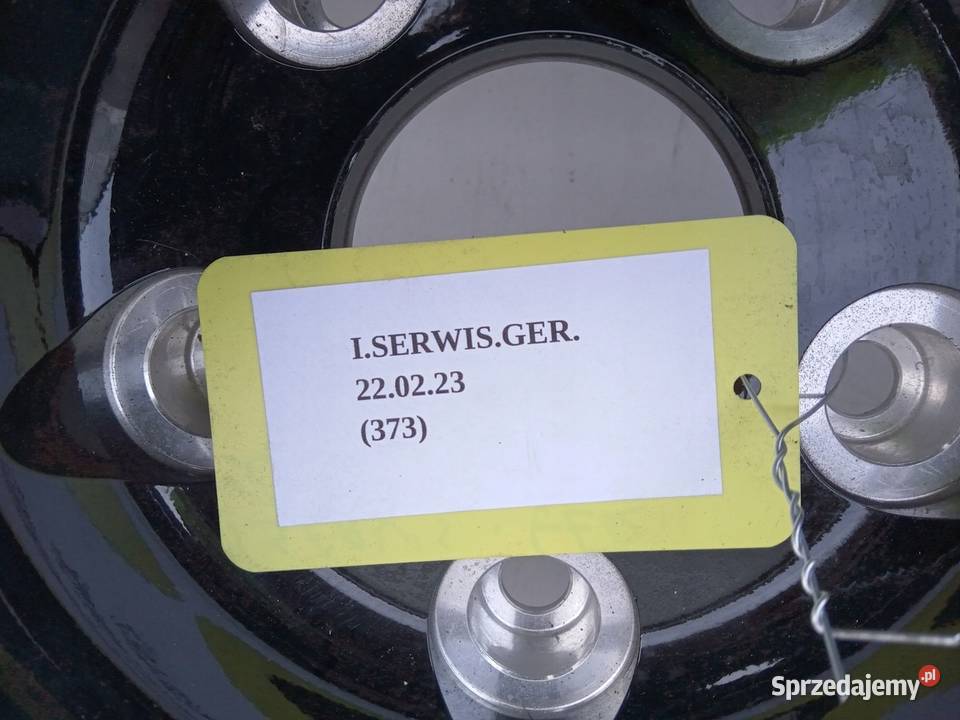 I.SERWIS.GER.
22.02.23
(373)
Sprzedajemy.pl